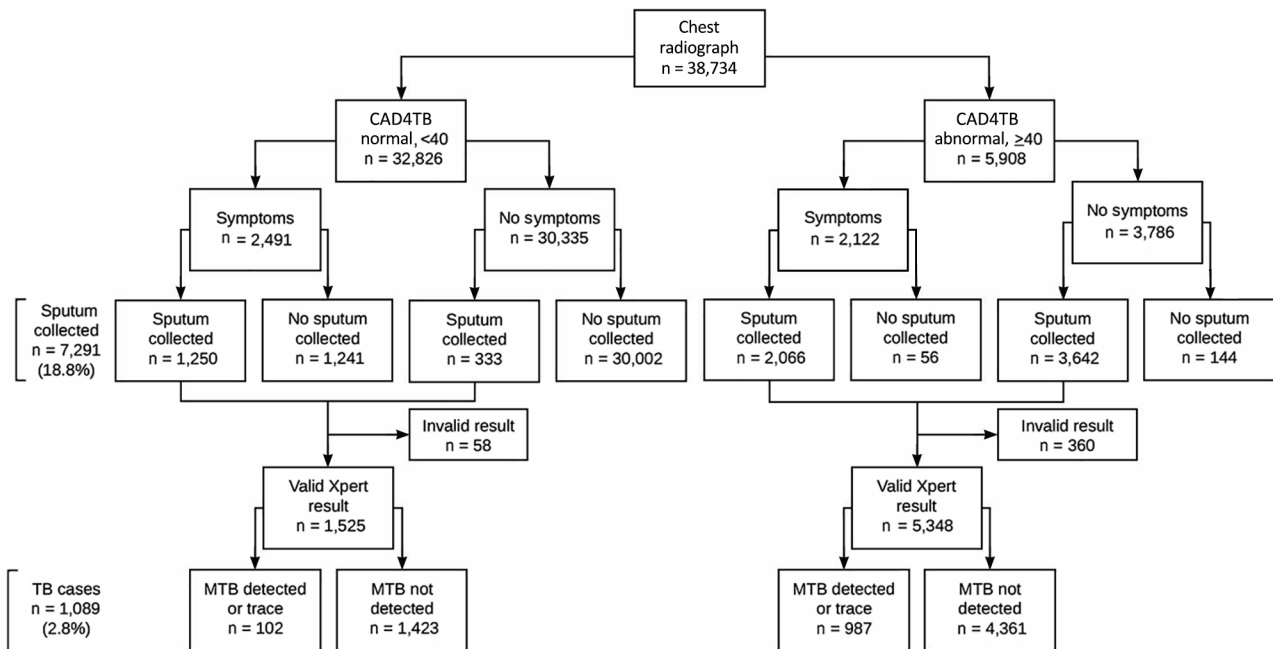 Chest
radiograph
n = 38,734
CAD4TB
normal, <40
n = 32,826
CAD4TB
abnormal, ≥40
n = 5,908
Symptoms
n = 2,491
No symptoms
n = 30,335
Symptoms
n = 2,122
No symptoms
n = 3,786
Sputum
collected
n = 7,291
(18.8%)
Sputum
collected
n = 1,250
No sputum
collected
n = 1,241
Sputum
collected
n = 333
No sputum
collected
n = 30,002
Sputum
collected
n = 2,066
No sputum
collected
n = 56
Sputum
collected
n = 3,642
No sputum
collected
n = 144
Invalid result
n = 58
Invalid result
n = 360
Valid Xpert
result
n = 1,525
Valid Xpert
result
n = 5,348
TB cases
n = 1,089
(2.8%)
MTB detected
or trace
n = 102
MTB not
detected
n = 1,423
MTB detected
or trace
n = 987
MTB not
detected
n = 4,361